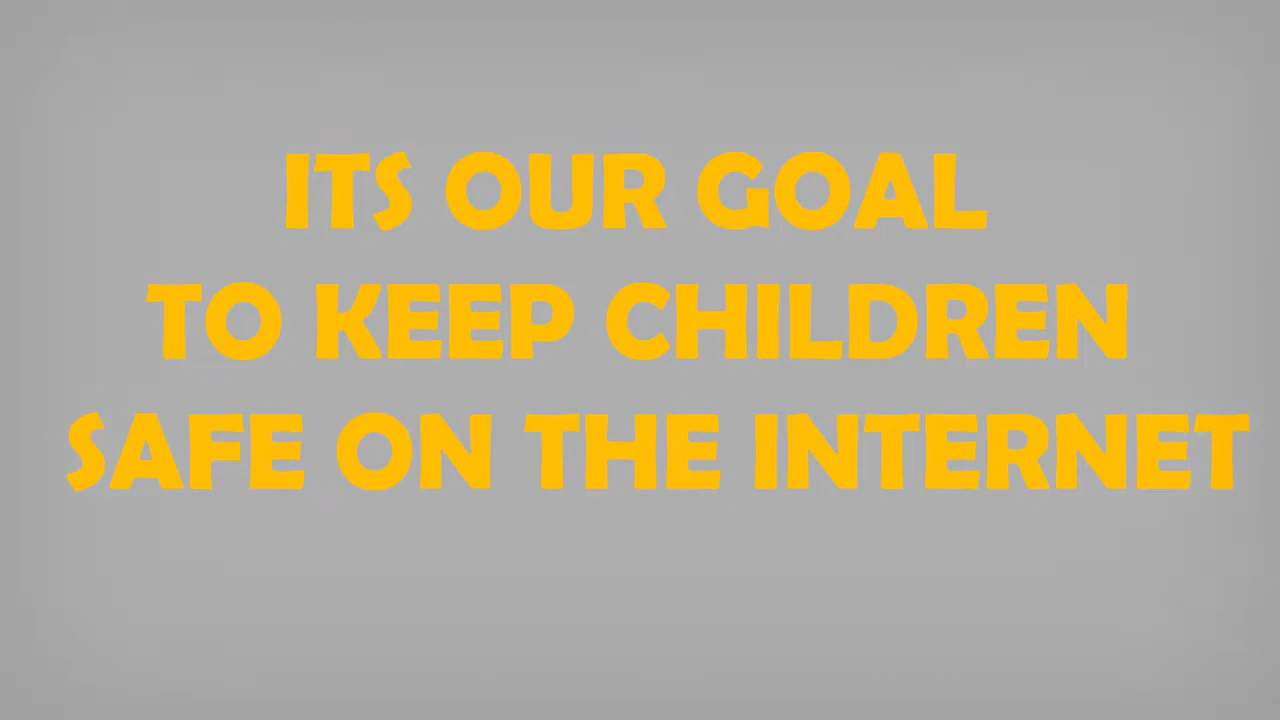 ITS OUR GOAL
TO KEEP CHILDREN
SAFE ON THE INTERNET